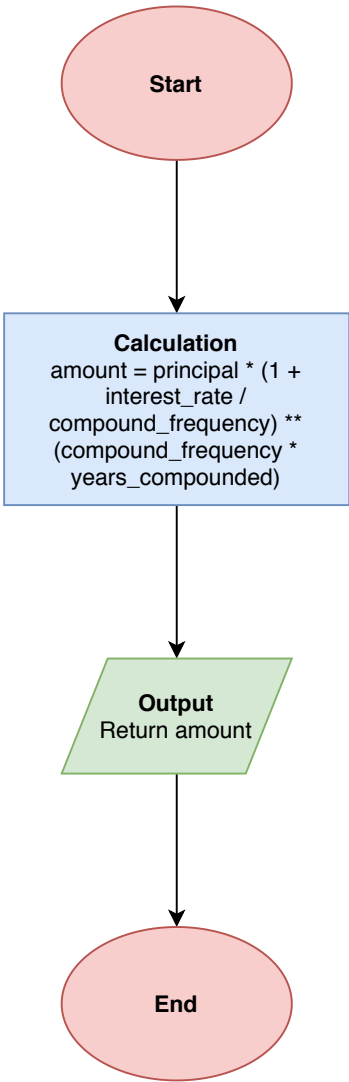 Start
Calculation
amount = principal * (1 +
interest_rate /
compound_frequency) **
(compound_frequency *
years_compounded)
Output
Return amount
End